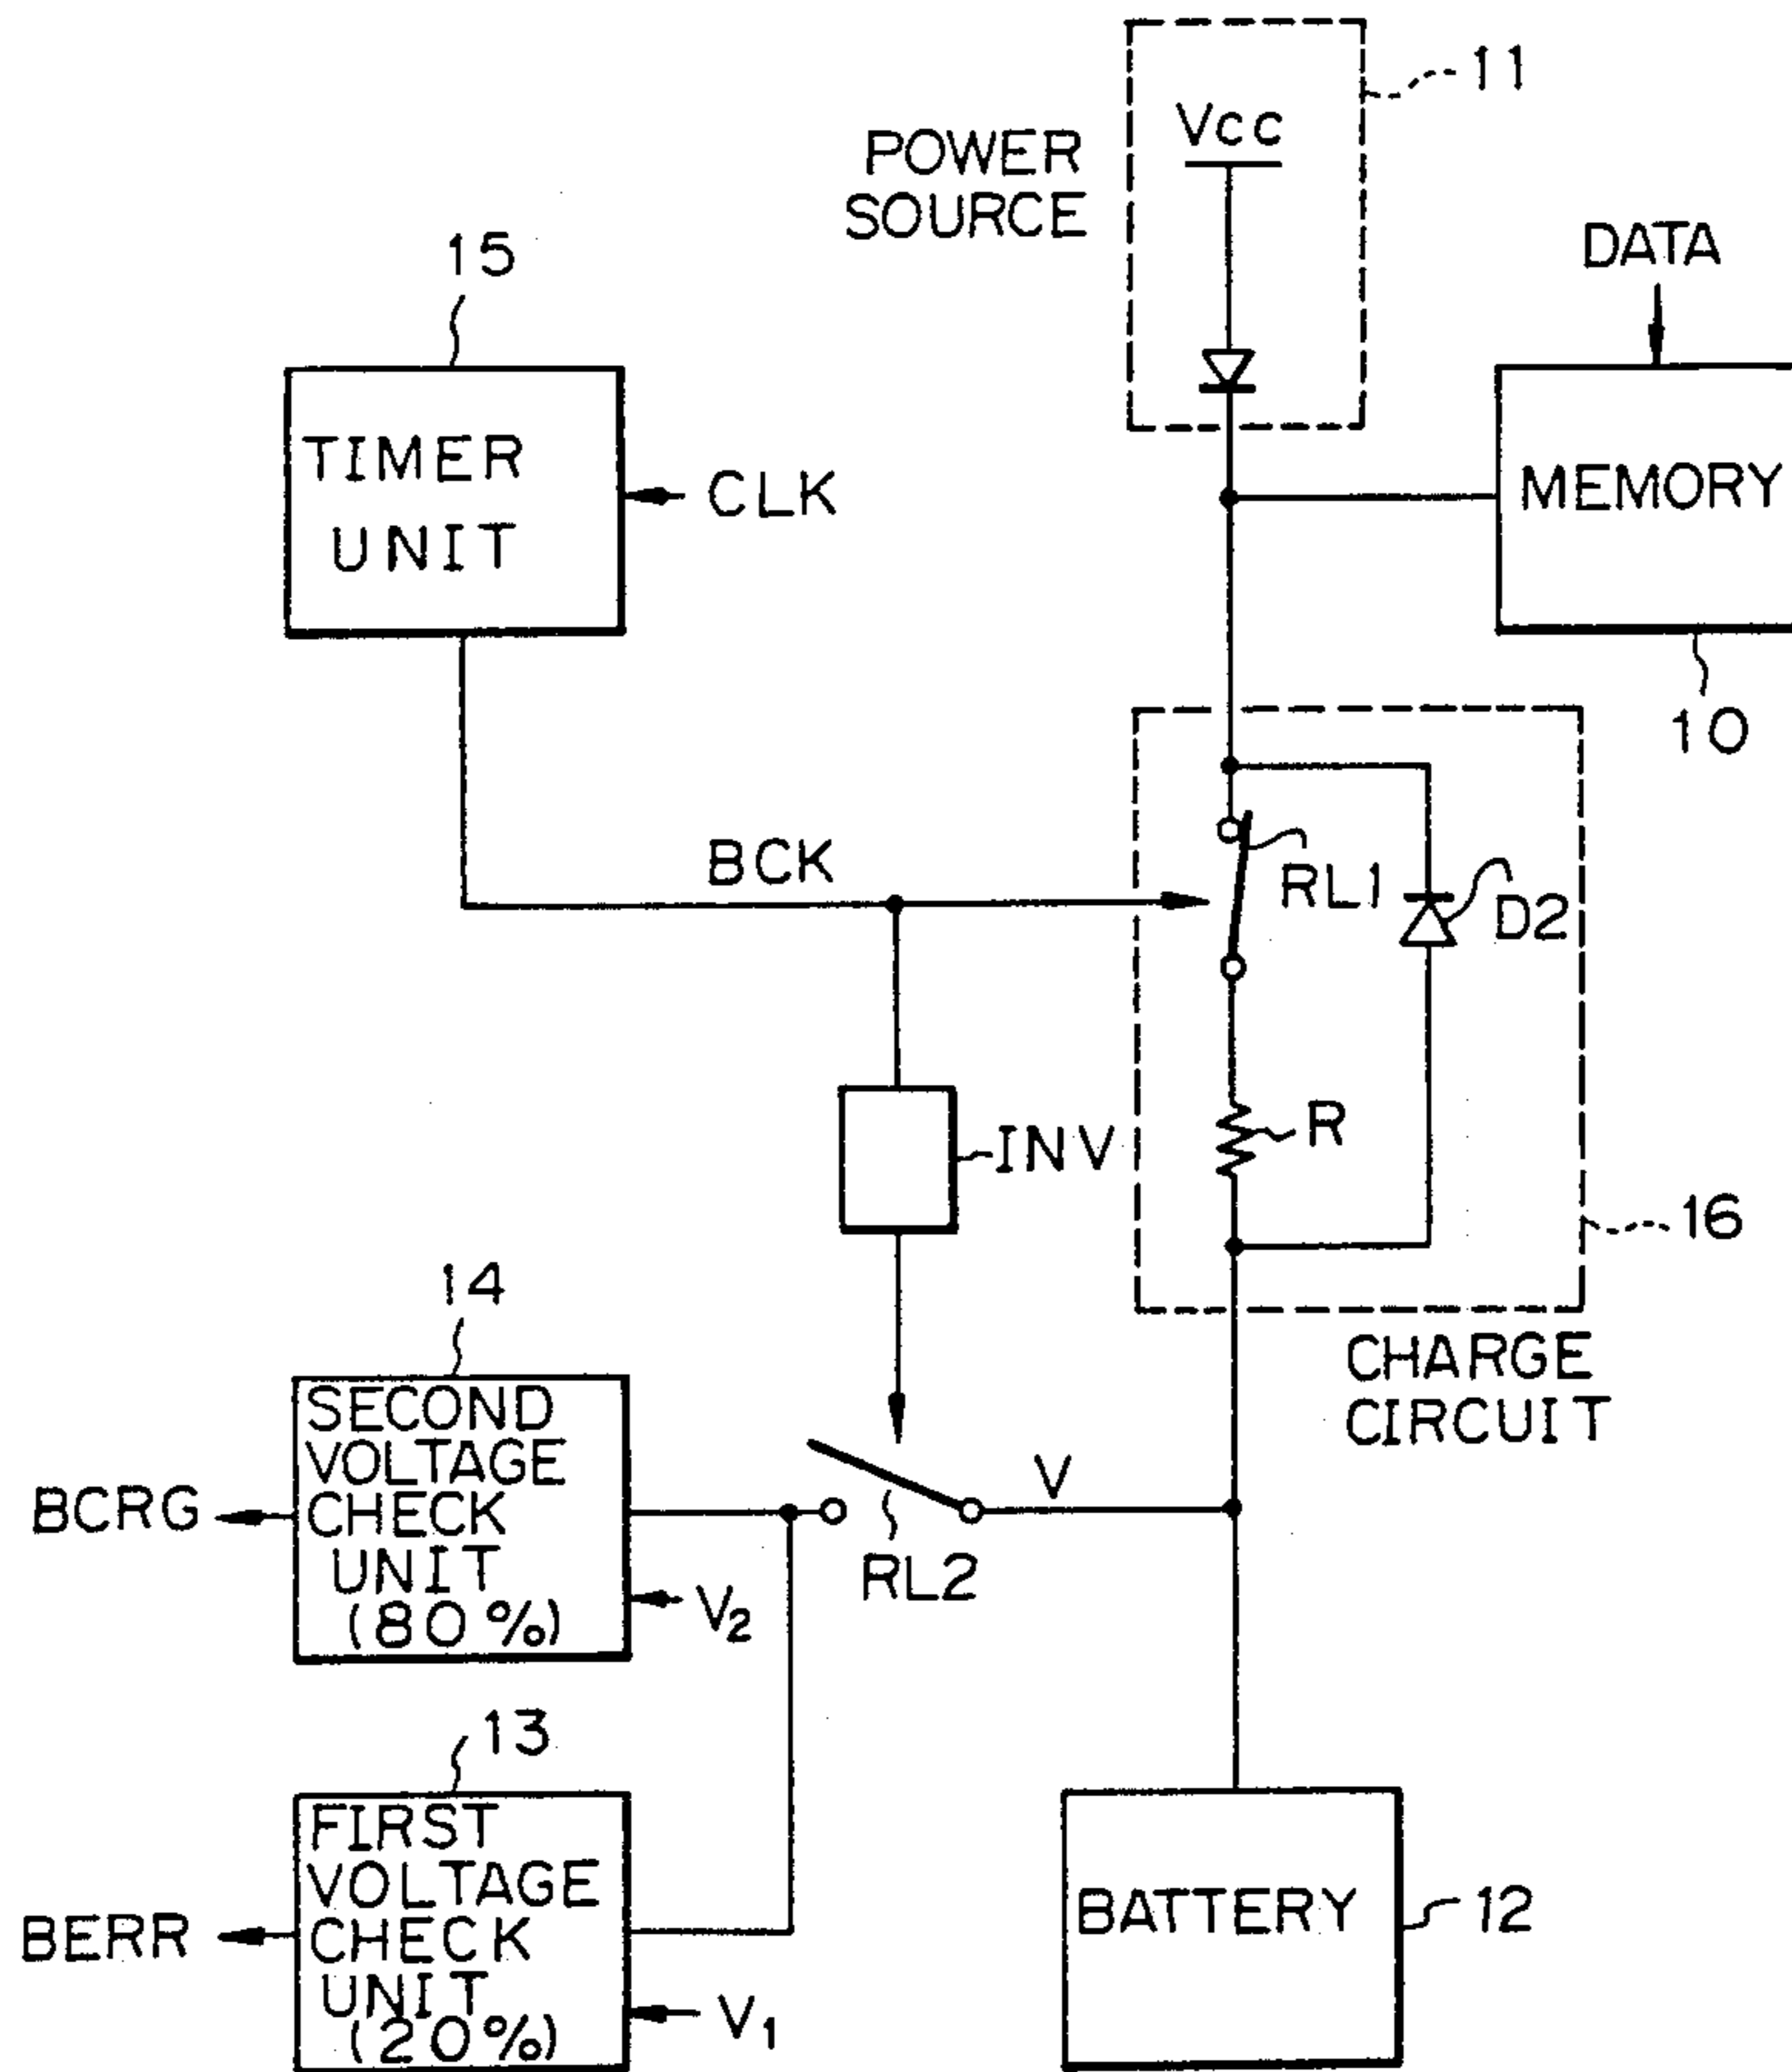 11
Vcc
POWER
SOURCE
DATA
15
TIMER
UNIT
CLK
MEMORY
10
BCK
RL1
D2
INV
R
16
14
CHARGE
CIRCUIT
SECOND
VOLTAGE
CHECK
UNIT
(80%)
BCRG
V
RL2
V2
13
FIRST
VOLTAGE
CHECK
UNIT
(20%)
BERR
V1
BATTERY
12